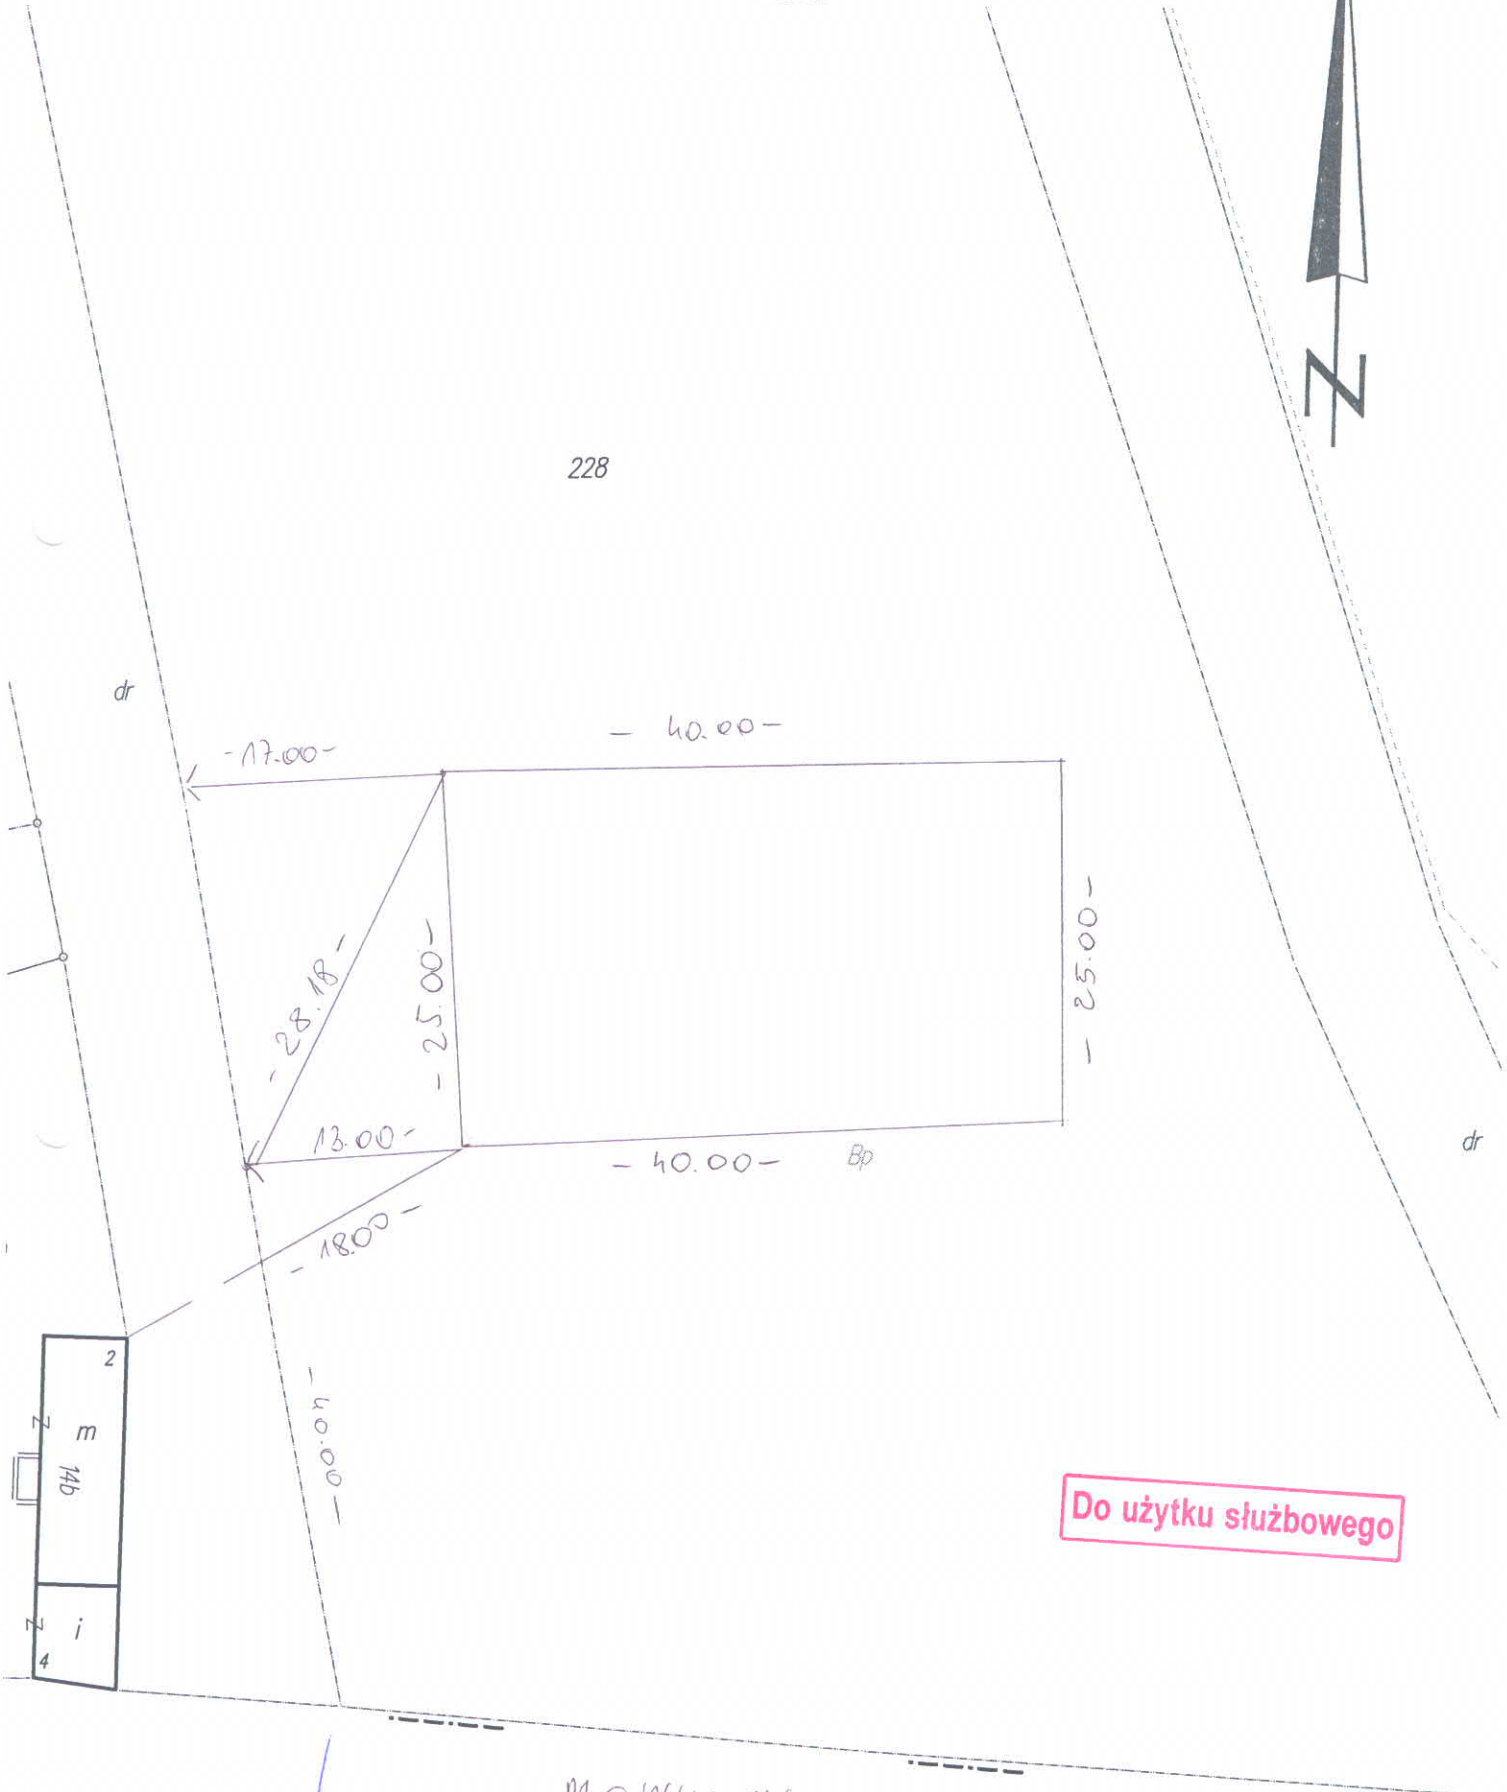 228
dr
-17.00-
- 40.00-
- 28.18 -
- 25.00-
- 25.00-
13.00-
- 40.00-
Bp
dr
- 18.00 -
2
- 40.00 -
m
14b
Do użytku służbowego
i
4